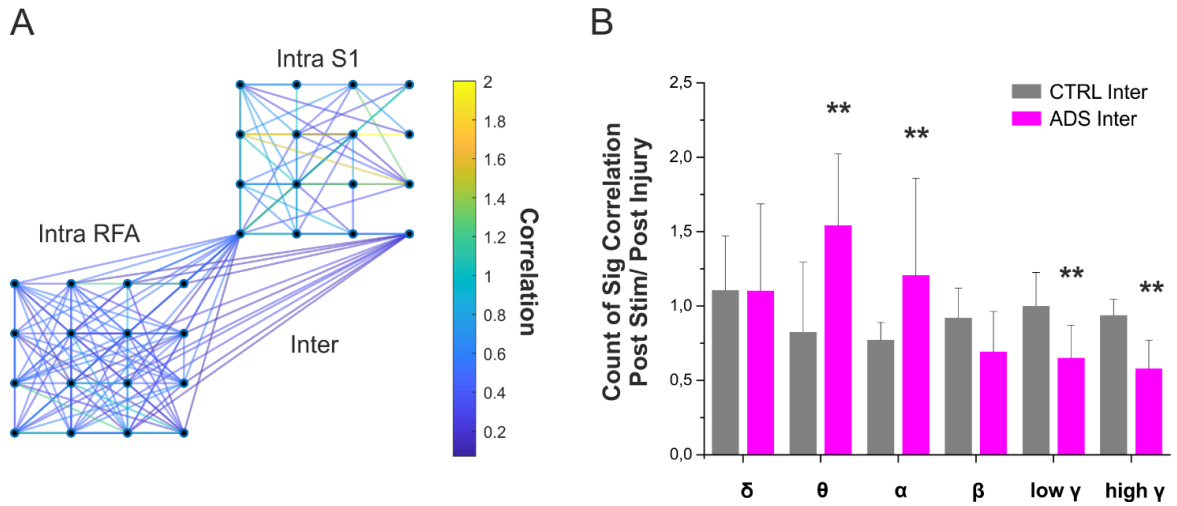 A
Intra S1
Intra RFA
Inter
2
1.8
1.6
1.4
1.2
1
0.8
0.6
0.4
0.2
Correlation
B
Count of Sig Correlation
Post Stim/ Post Injury
2,5
2,0
1,5
1,0
0,5
0,0
CTRL Inter
ADS Inter
**
**
**
**
δ
θ
α
β
low γ
high γ